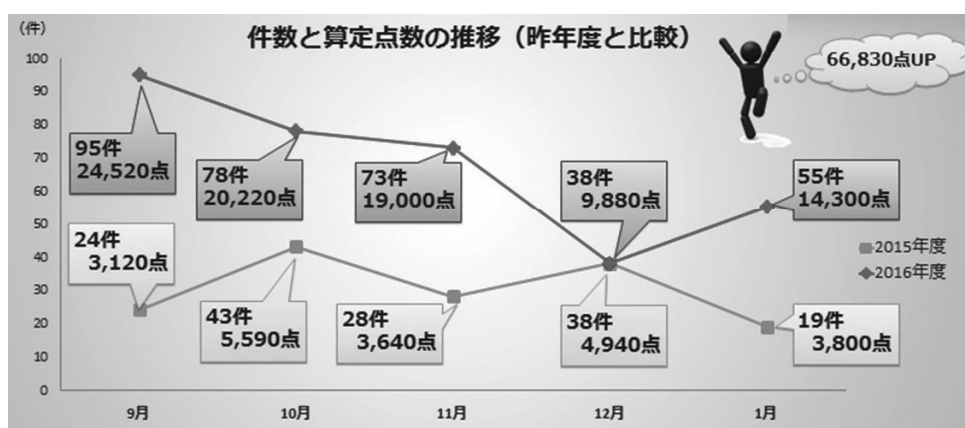 (件)
件数と算定点数の推移（昨年度と比較）
66,830点UP
100
90
80
70
60
50
40
30
20
10
0
95件
24,520点
78件
20,220点
73件
19,000点
38件
9,880点
55件
14,300点
24件
3,120点
43件
5,590点
28件
3,640点
38件
4,940点
19件
3,800点
2015年度
2016年度
9月
10月
11月
12月
1月